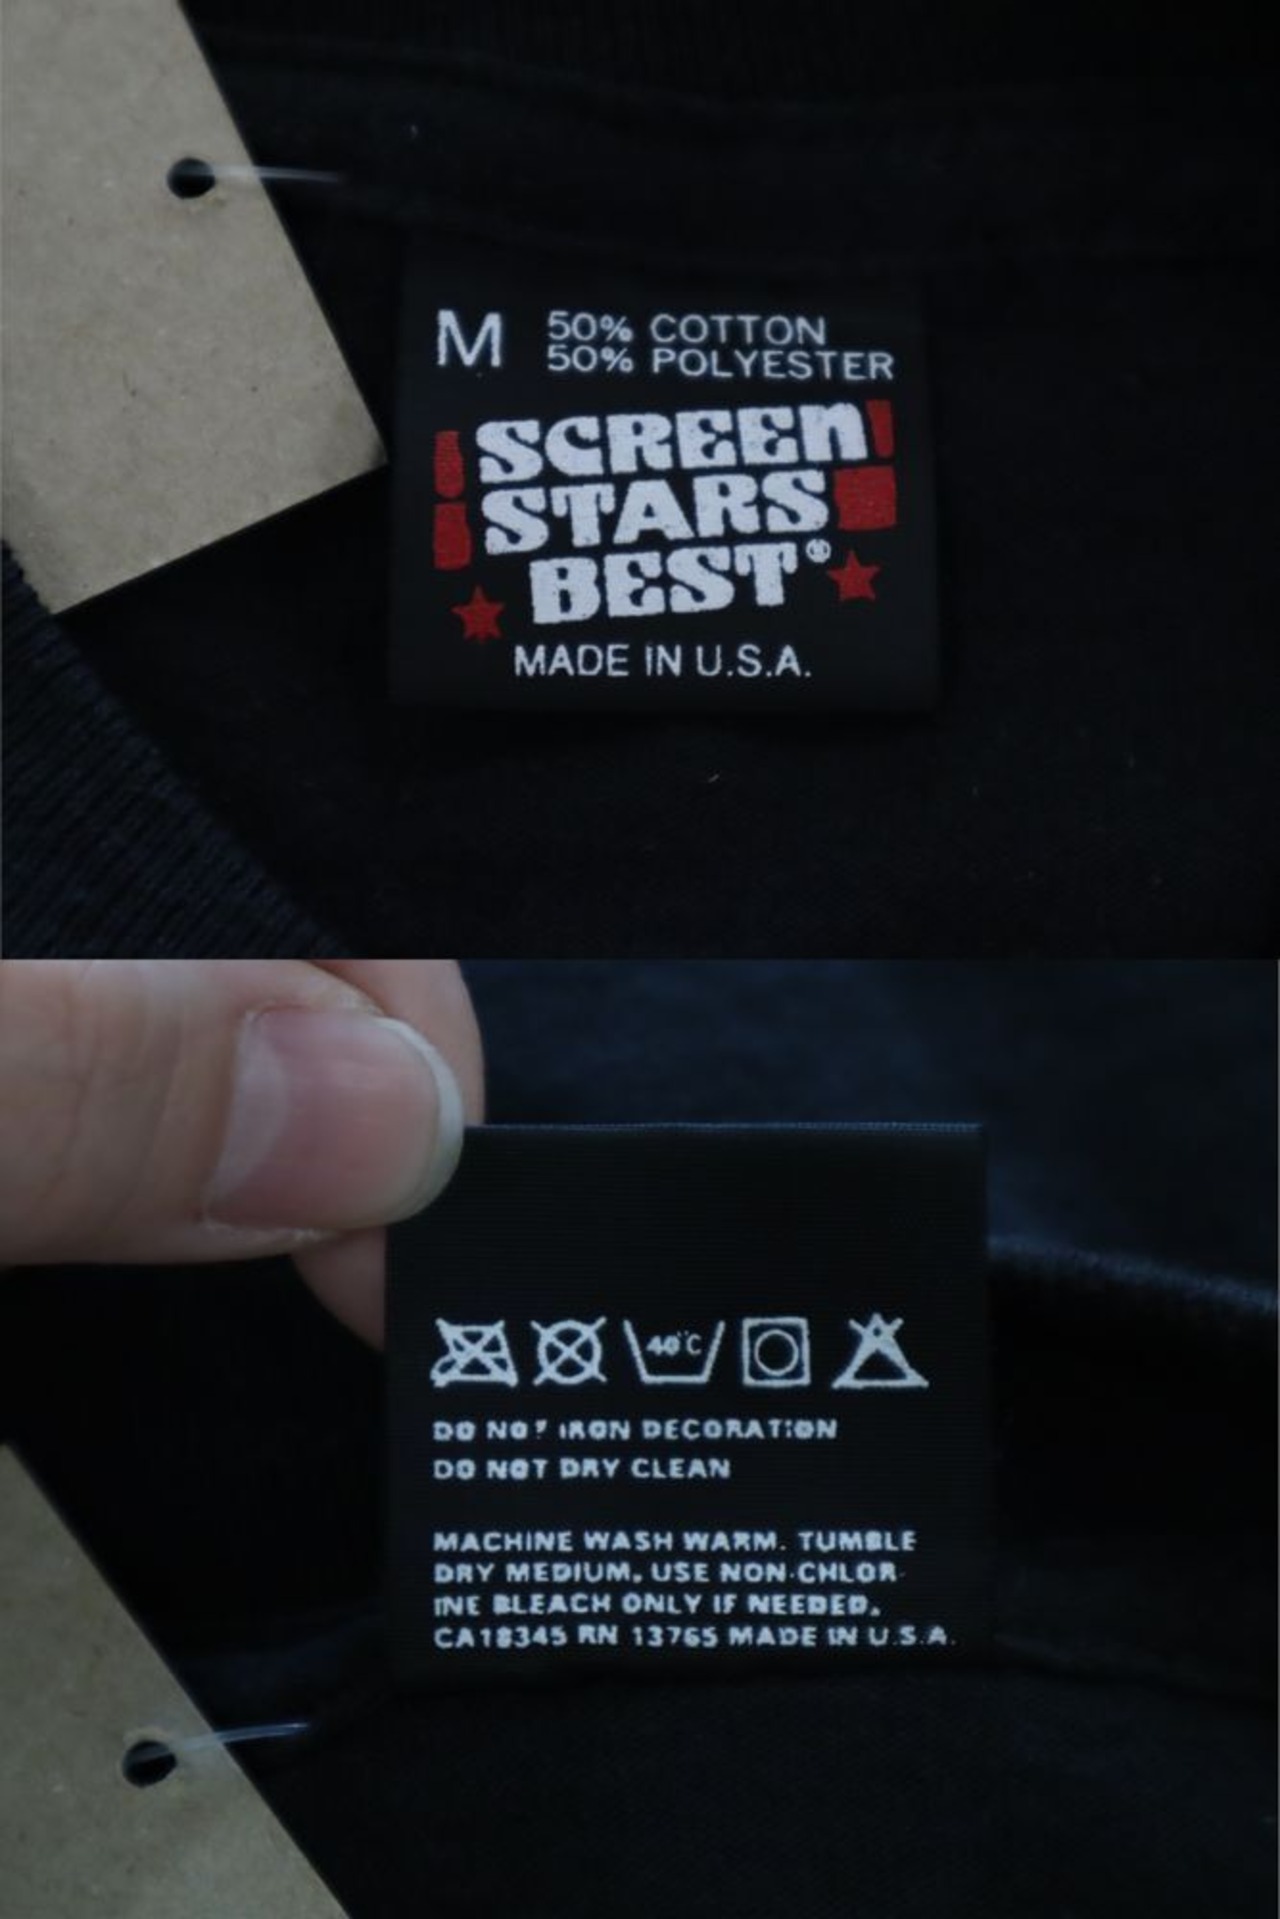 M 50% COTTON
50% POLYESTER
SCREEN
STARS
BEST®
MADE IN U.S.A.
40°C
DO NOT IRON DECORATION
DO NOT DRY CLEAN
MACHINE WASH WARM. TUMBLE
DRY MEDIUM, USE NON-CHLOR-
INE BLEACH ONLY IF NEEDED.
CA18345 RN 13765 MADE IN U.S.A.